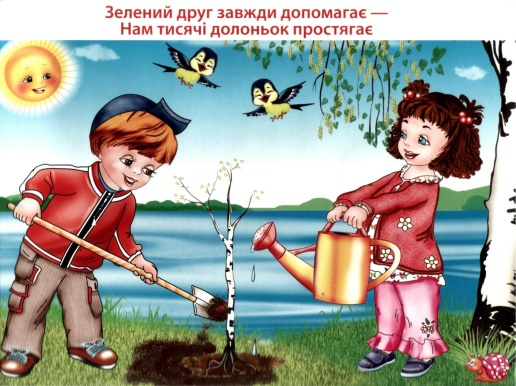 Зелений друг завжди допомагає —
Нам тисячі долоньок простягає